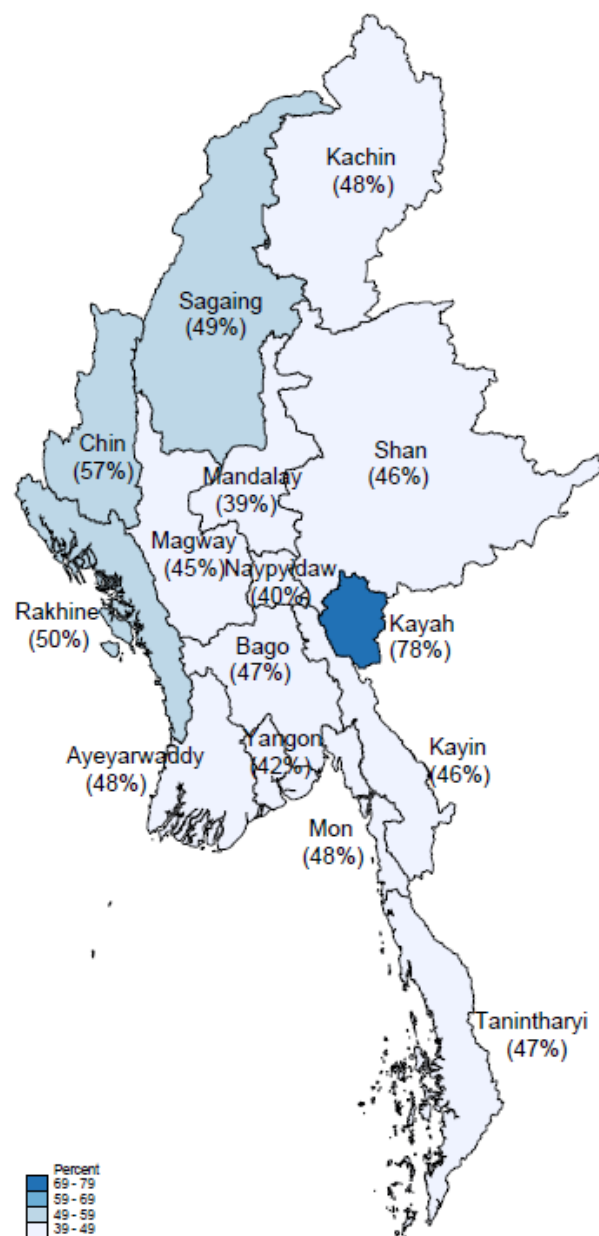 Kachin
(48%)
Sagaing
(49%)
Chin
(57%)
Shan
(46%)
Mandalay
(39%)
Magway
(45%)
Naypyidaw
(40%)
Rakhine
(50%)
Kayah
(78%)
Bago
(47%)
Ayeyarwaddy
(48%)
Yangon
(42%)
Kayin
(46%)
Mon
(48%)
Tanintharyi
(47%)
Percent
69 - 79
59 - 69
49 - 59
39 - 49